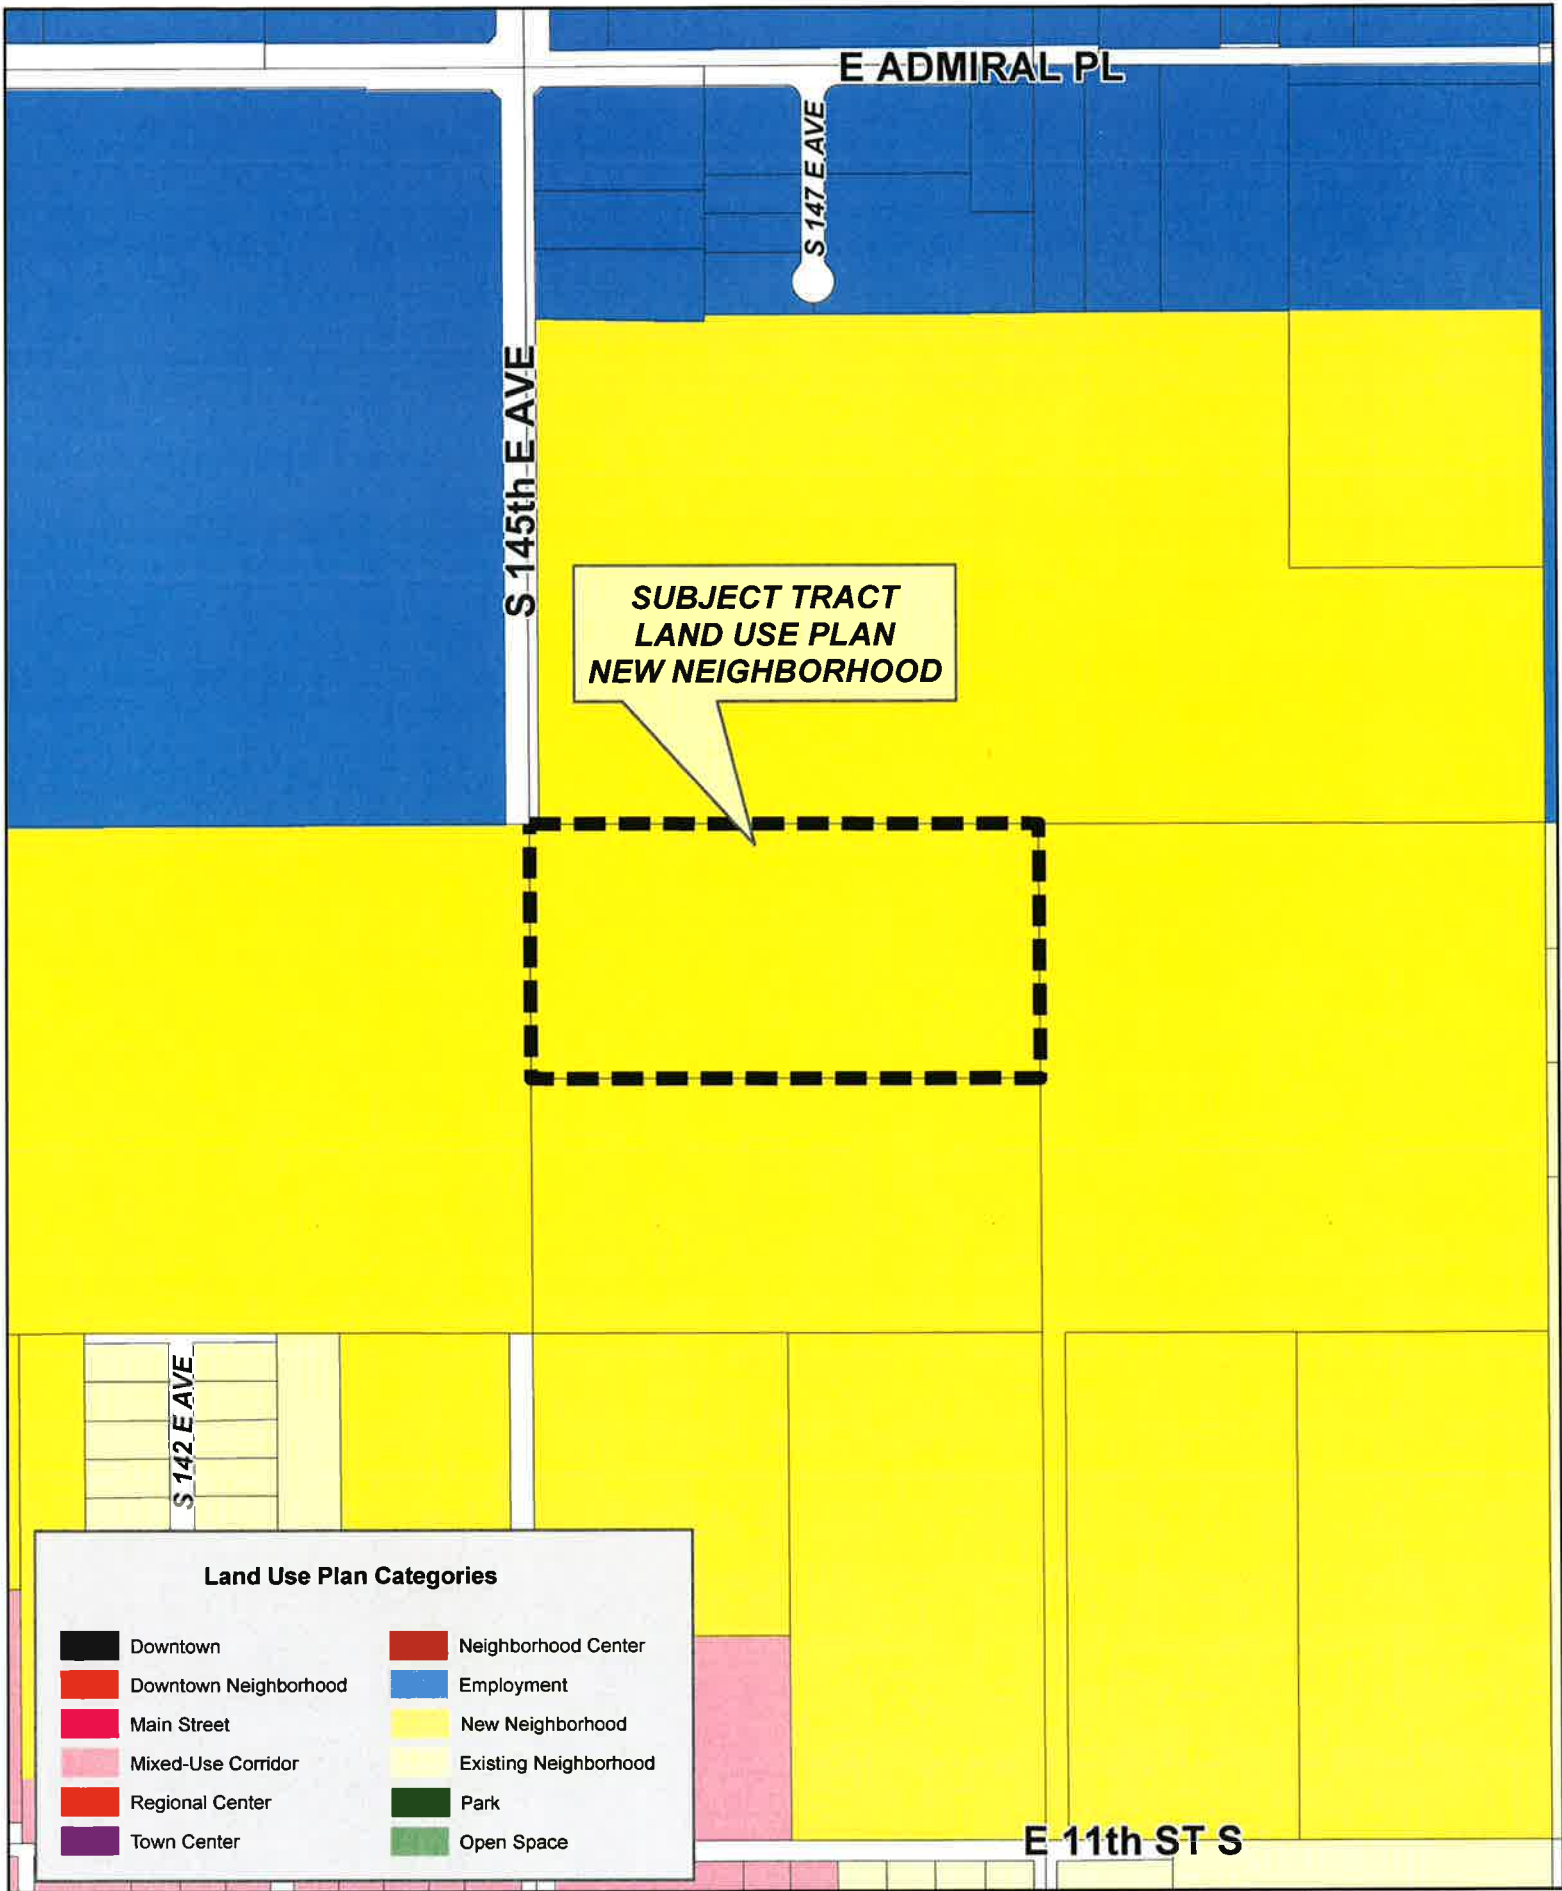 E ADMIRAL PL
S 147 E AVE
S 145th E AVE
SUBJECT TRACT
LAND USE PLAN
NEW NEIGHBORHOOD
S 142 E AVE
Land Use Plan Categories
Downtown
Downtown Neighborhood
Main Street
Mixed-Use Corridor
Regional Center
Town Center
Neighborhood Center
Employment
New Neighborhood
Existing Neighborhood
Park
Open Space
E 11th ST S